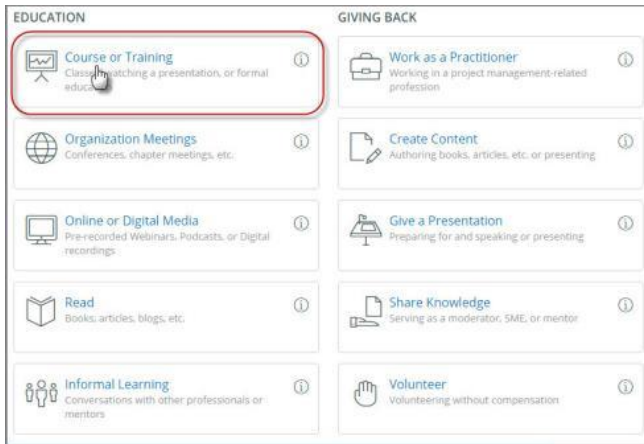 EDUCATION
Course or Training
watching a presentation, or formal
Organization Meetings
Conferences, chapter meetings, etc.
Online or Digital Media
Pre-recorded Webinars, Podcasts, or Digital
recordings
Read
Books, articles, blogs, etc.
Informal Learning
Conversations with other professionals or
mentors
GIVING BACK
Work as a Practitioner
Working in a project management-related
profession
Create Content
Authoring books, articles, etc. or presenting
Give a Presentation
Preparing for and speaking or presenting
Share Knowledge
Serving as a moderator, SME, or mentor
Volunteer
Volunteering without compensation